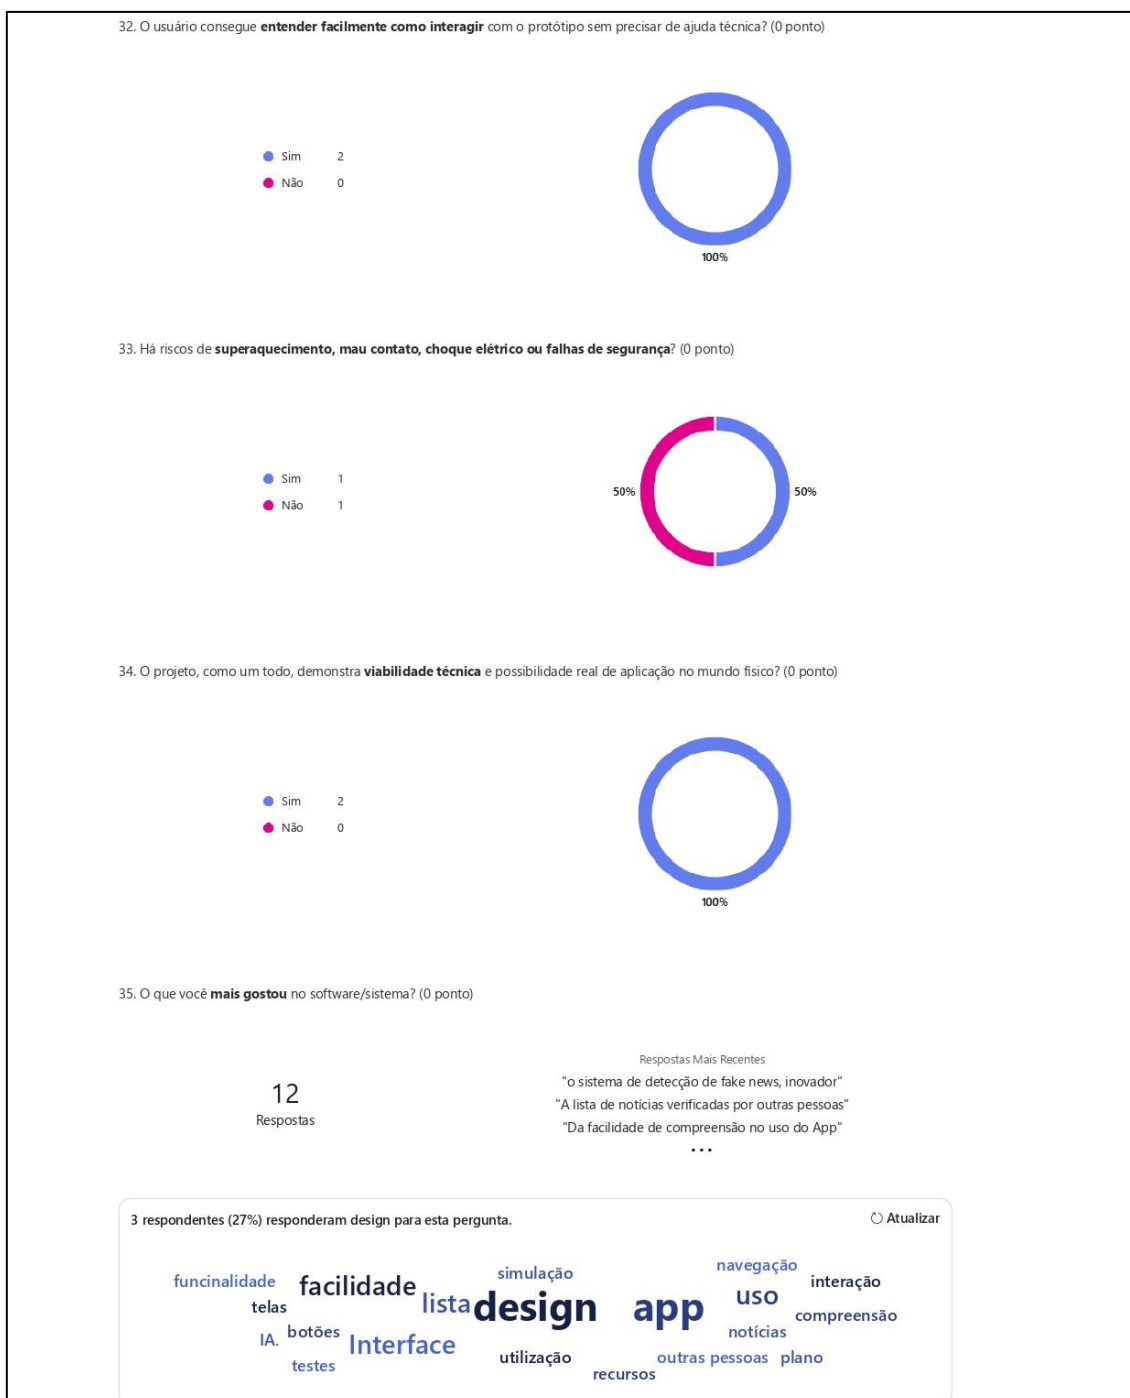 32. O usuário consegue entender facilmente como interagir com o protótipo sem precisar de ajuda técnica? (0 ponto)
Sim 2
Não 0
100%
33. Há riscos de superaquecimento, mau contato, choque elétrico ou falhas de segurança? (0 ponto)
Sim 1
Não 1
50%
50%
34. O projeto, como um todo, demonstra viabilidade técnica e possibilidade real de aplicação no mundo físico? (0 ponto)
Sim 2
Não 0
100%
35. O que você mais gostou no software/sistema? (0 ponto)
12
Respostas
Respostas Mais Recentes
"o sistema de detecção de fake news, inovador"
"A lista de notícias verificadas por outras pessoas"
"Da facilidade de compreensão no uso do App"
...
3 respondentes (27%) responderam design para esta pergunta.
Atualizar
funcinalidade
facilidade
simulação
navegação
interação
telas
lista
design
app
uso
compreensão
IA.
botões
Interface
notícias
testes
utilização
recursos
outras pessoas
plano